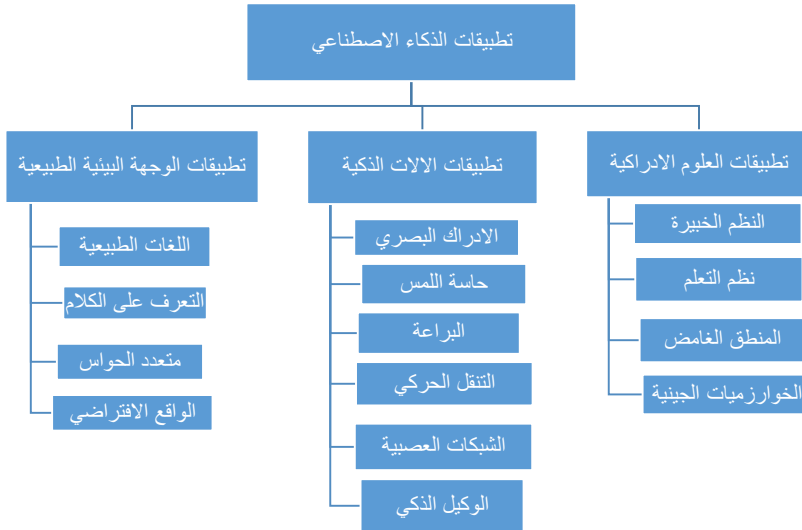 تطبيقات الذكاء الاصطناعي
تطبيقات العلوم الادراكية
النظم الخبيرة
نظم التعلم
المنطق الغامض
الخوارزميات الجينية
تطبيقات الالات الذكية
الادراك البصري
حاسة اللمس
البراعة
التنقل الحركي
الشبكات العصبية
الوكيل الذكي
تطبيقات الوجهة البيئية الطبيعية
اللغات الطبيعية
التعرف على الكلام
متعدد الحواس
الواقع الافتراضي